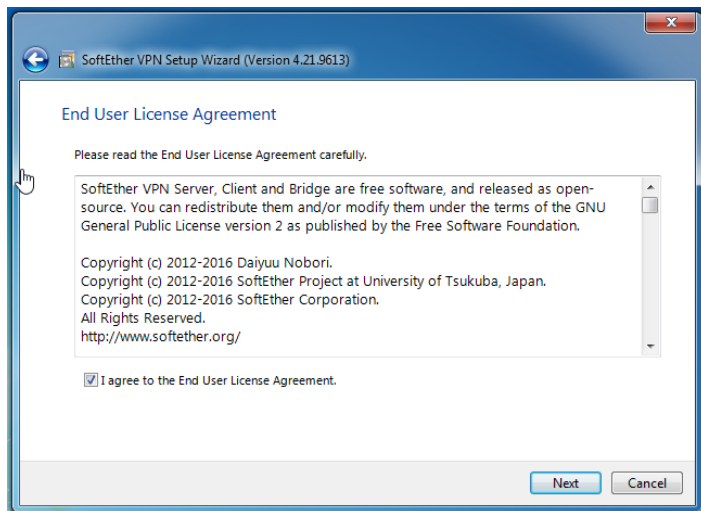 SoftEther VPN Setup Wizard (Version 4.21.9613)
End User License Agreement
Please read the End User License Agreement carefully.
SoftEther VPN Server, Client and Bridge are free software, and released as open-
source. You can redistribute them and/or modify them under the terms of the GNU
General Public License version 2 as published by the Free Software Foundation.
Copyright (c) 2012-2016 Daiyuu Nobori.
Copyright (c) 2012-2016 SoftEther Project at University of Tsukuba, Japan.
Copyright (c) 2012-2016 SoftEther Corporation.
All Rights Reserved.
http://www.softether.org/
I agree to the End User License Agreement.
Next Cancel